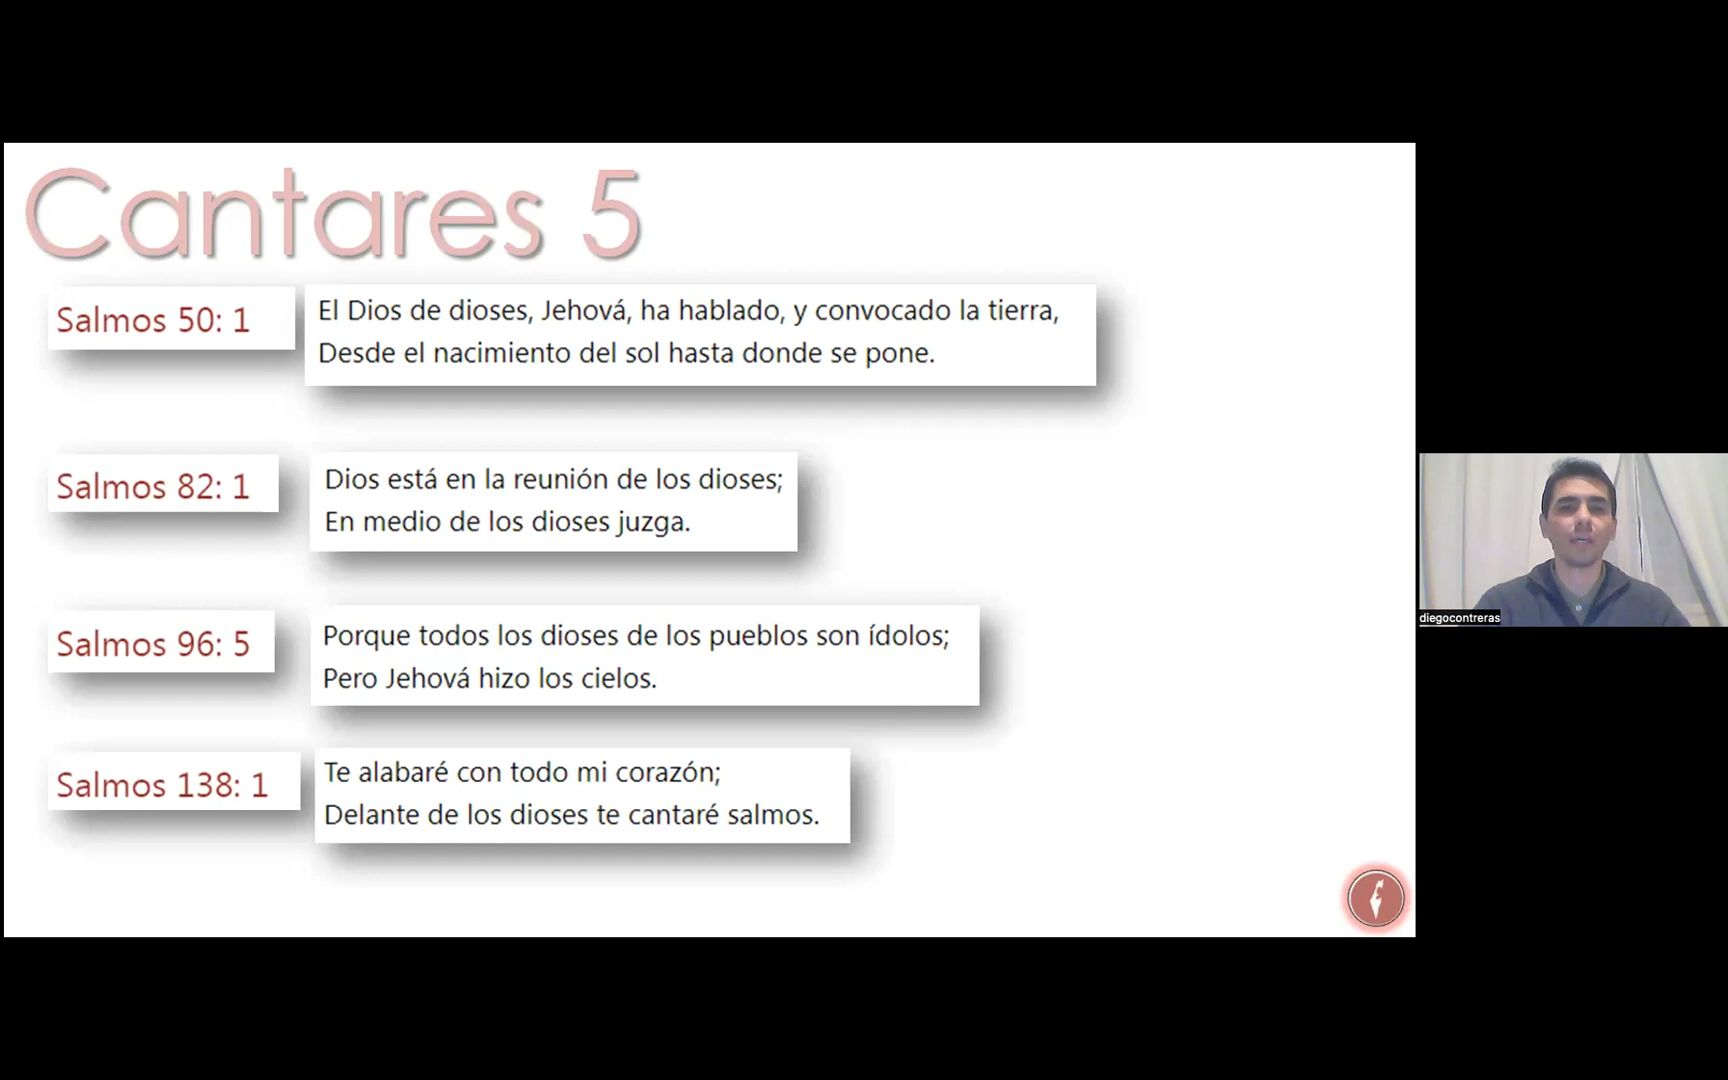 Cantares 5
Salmos 50: 1
El Dios de dioses, Jehová, ha hablado, y convocado la tierra,
Desde el nacimiento del sol hasta donde se pone.
Salmos 82: 1
Dios está en la reunión de los dioses;
En medio de los dioses juzga.
Salmos 96: 5
Porque todos los dioses de los pueblos son ídolos;
Pero Jehová hizo los cielos.
Salmos 138: 1
Te alabaré con todo mi corazón;
Delante de los dioses te cantaré salmos.
diegocontreras